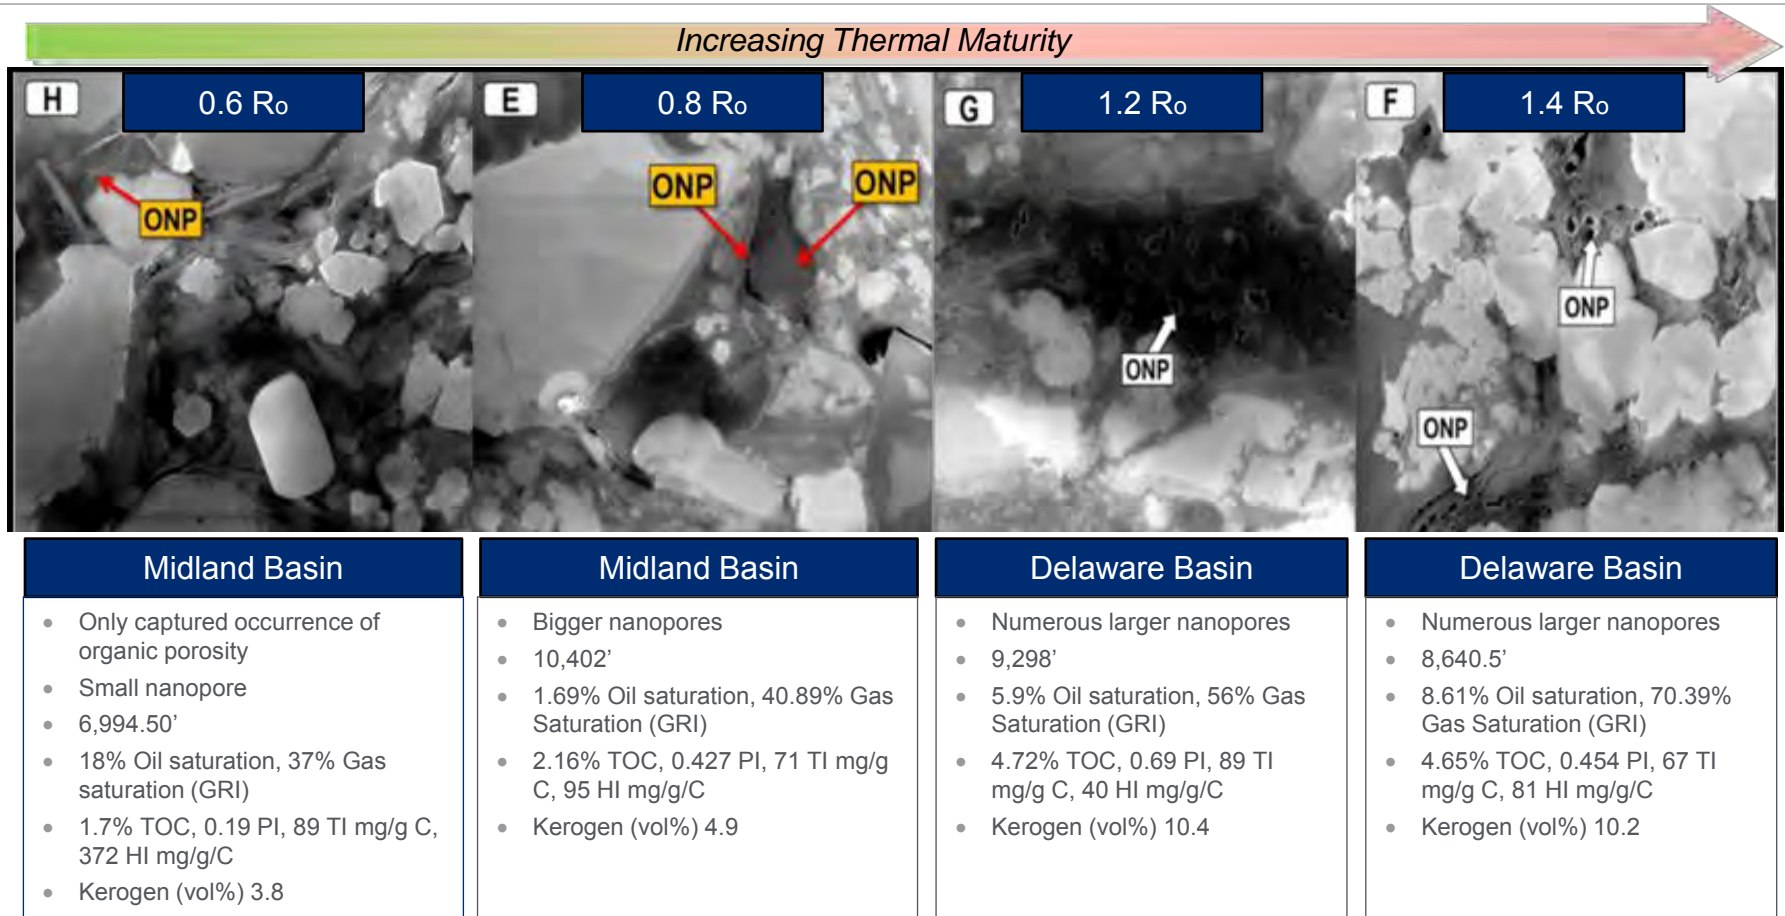 Increasing Thermal Maturity
H
0.6 Ro
E
0.8 Ro
G
1.2 Ro
F
1.4 Ro
ONP
ONP
ONP
ONP
ONP
ONP
Midland Basin
• Only captured occurrence of
organic porosity
• Small nanopore
• 6,994.50’
• 18% Oil saturation, 37% Gas
saturation (GRI)
• 1.7% TOC, 0.19 PI, 89 TI mg/g C,
372 HI mg/g/C
• Kerogen (vol%) 3.8
Midland Basin
• Bigger nanopores
• 10,402’
• 1.69% Oil saturation, 40.89% Gas
Saturation (GRI)
• 2.16% TOC, 0.427 PI, 71 TI mg/g
C, 95 HI mg/g/C
• Kerogen (vol%) 4.9
Delaware Basin
• Numerous larger nanopores
• 9,298’
• 5.9% Oil saturation, 56% Gas
Saturation (GRI)
• 4.72% TOC, 0.69 PI, 89 TI
mg/g C, 40 HI mg/g/C
• Kerogen (vol%) 10.4
Delaware Basin
• Numerous larger nanopores
• 8,640.5’
• 8.61% Oil saturation, 70.39%
Gas Saturation (GRI)
• 4.65% TOC, 0.454 PI, 67 TI
mg/g C, 81 HI mg/g/C
• Kerogen (vol%) 10.2